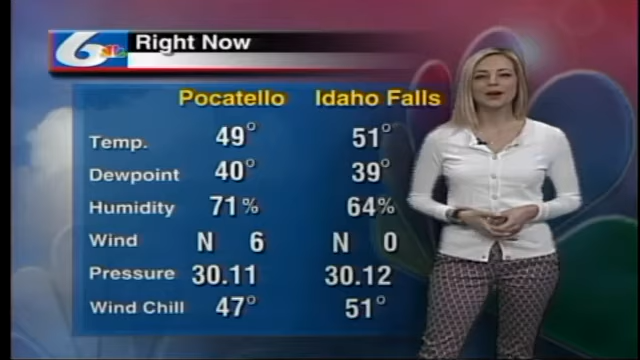 6 Right Now
Pocatello Idaho Falls
Temp. 49° 51°
Dewpoint 40° 39°
Humidity 71% 64%
Wind N 6 N 0
Pressure 30.11 30.12
Wind Chill 47° 51°